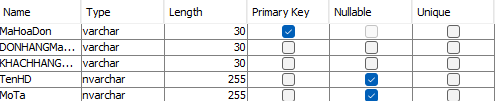 Name Type Length Primary Key Nullable Unique
MaHoaDon varchar 30
DONHANGMa... varchar 30
KHACHHANG... varchar 30
TenHD nvarchar 255
MoTa nvarchar 255